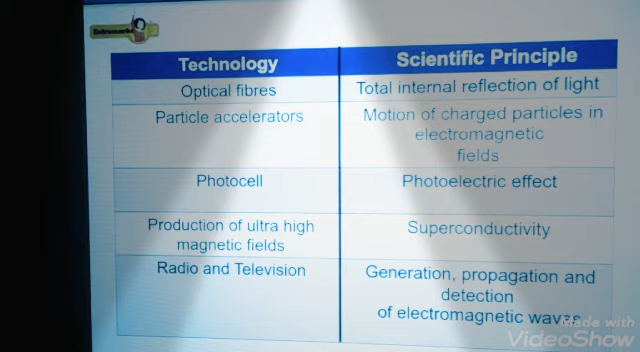 Extramarks
Technology
Scientific Principle
Optical fibres
Total internal reflection of light
Particle accelerators
Motion of charged particles in
electromagnetic
fields
Photocell
Photoelectric effect
Production of ultra high
magnetic fields
Superconductivity
Radio and Television
Generation, propagation and
detection
of electromagnetic waves
Made with
VideoShow